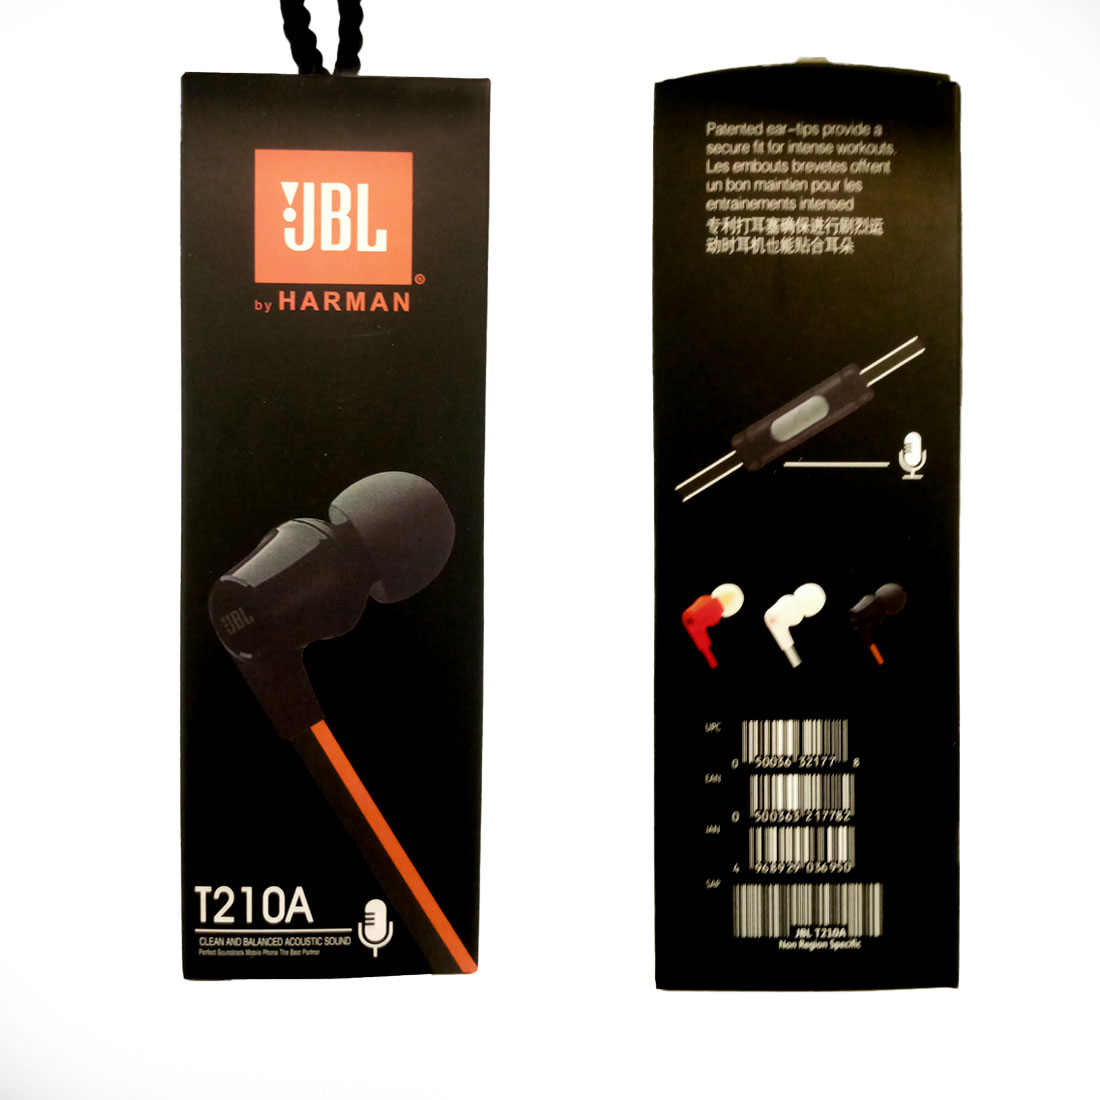 JBL
®
by HARMAN
JBL
T210A
CLEAN AND BALANCED ACOUSTIC SOUND
Perfect Soundtrack Mobile Phone The Best Partner
Patented ear-tips provide a
secure fit for intense workouts.
Les embouts brevetes offrent
un bon maintien pour les
entrainements intensed
专利打耳塞确保进行剧烈运
动时耳机也能贴合耳朵
UPC
0 50036 32177 8
EAN
0 500363 217782
JAN
4 968929 036950
SAP
JBL T210A
Non Region Specific